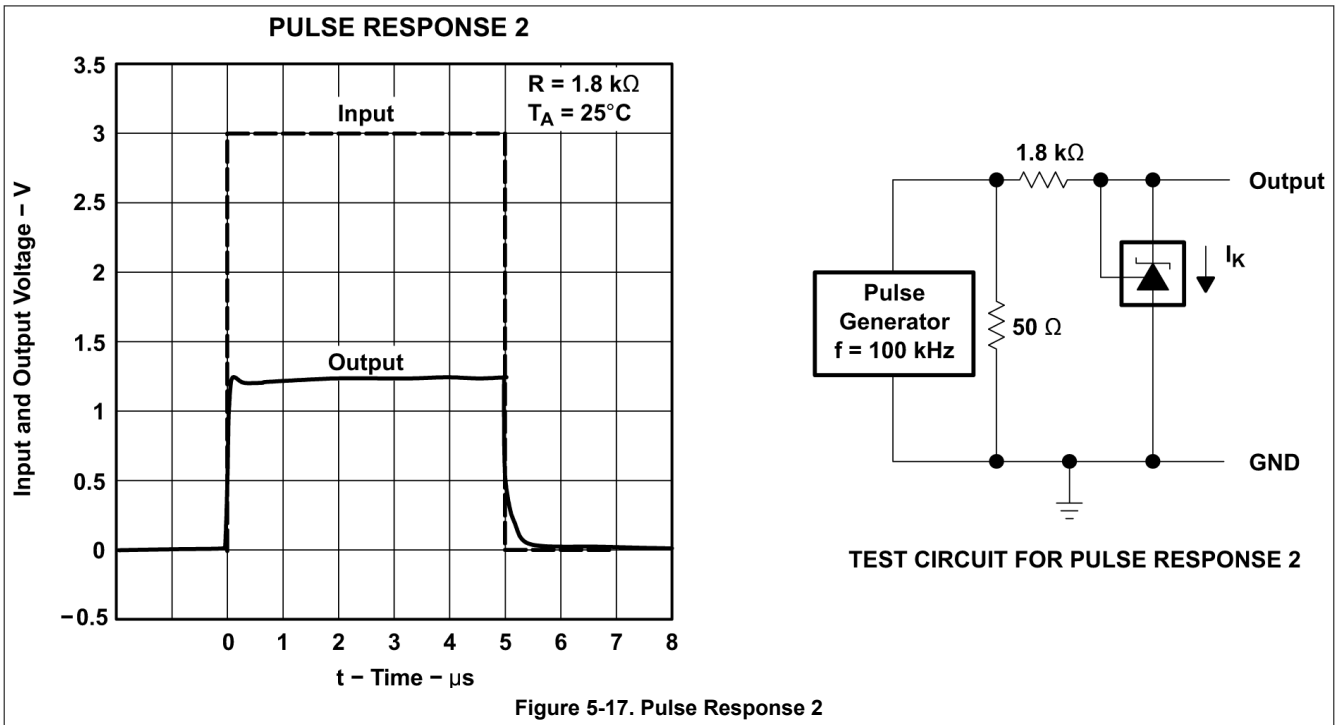 PULSE RESPONSE 2
3.5
3
2.5
2
1.5
1
0.5
0
−0.5
Input and Output Voltage − V
R = 1.8 kΩ
TA = 25°C
Input
Output
0 1 2 3 4 5 6 7 8
t − Time − μs
1.8 kΩ
Output
IK
Pulse
Generator
f = 100 kHz
50 Ω
GND
TEST CIRCUIT FOR PULSE RESPONSE 2
Figure 5-17. Pulse Response 2